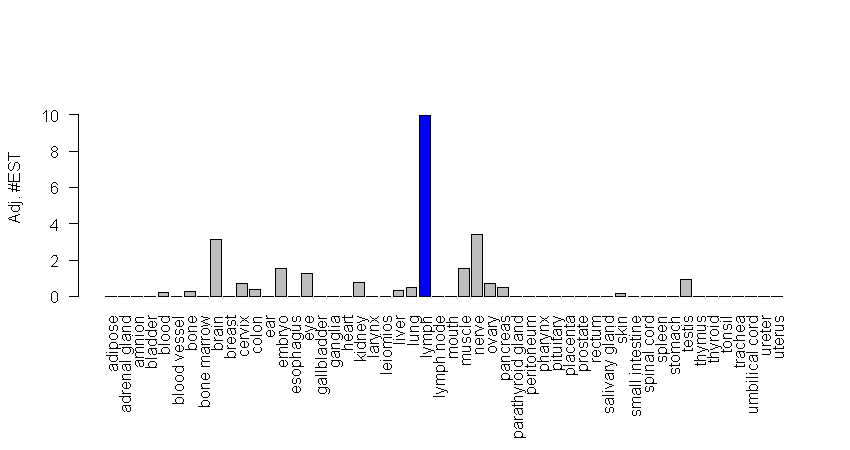 Adj. #EST
10
8
6
4
2
0
adipose
adrenal gland
amnion
bladder
blood
blood vessel
bone
bone marrow
brain
breast
cervix
colon
ear
embryo
esophagus
eye
gallbladder
ganglia
heart
kidney
larynx
leiomios
liver
lung
lymph
lymph node
mouth
muscle
nerve
ovary
pancreas
parathyroid gland
peritoneum
pharynx
pituitary
placenta
prostate
rectum
salivary gland
skin
small intestine
spinal cord
spleen
stomach
testis
thymus
thyroid
tonsil
trachea
umbilical cord
ureter
uterus